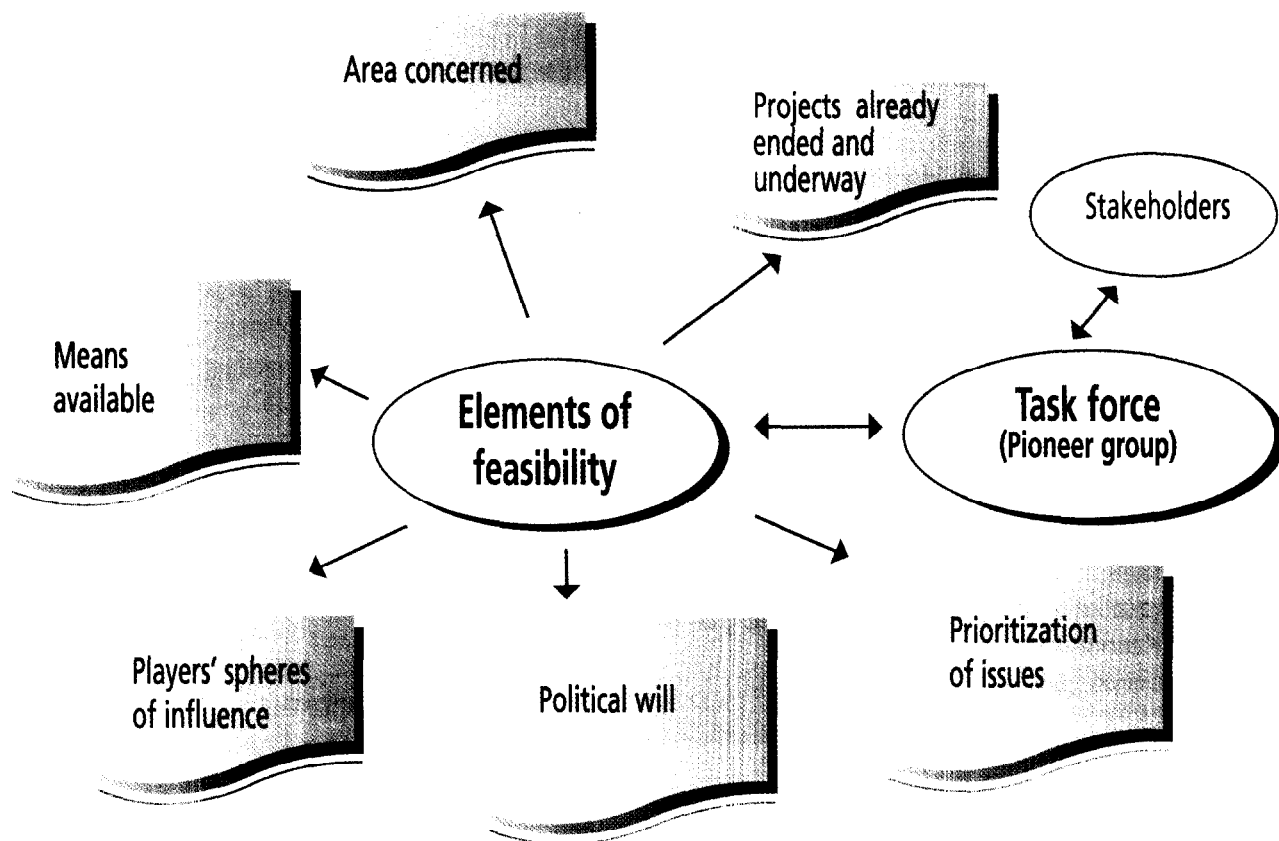 Area concerned
Projects already
ended and
underway
Stakeholders
Means
available
Elements of
feasibility
Task force
(Pioneer group)
Players' spheres
of influence
Political will
Prioritization
of issues